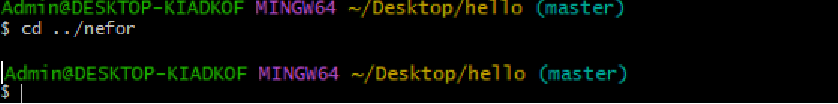 Admin@DESKTOP-KIADKOF MINGW64 ~/Desktop/hello (master)
$ cd ../nefor
Admin@DESKTOP-KIADKOF MINGW64 ~/Desktop/hello (master)
$